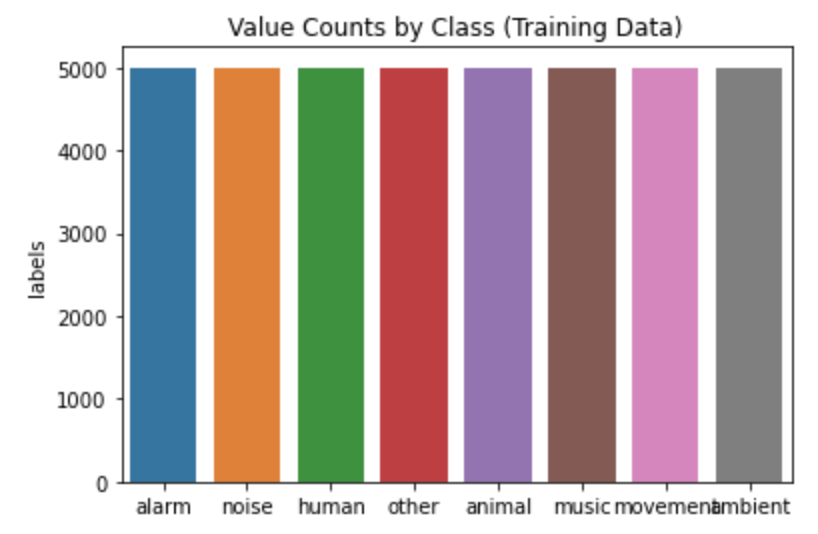 Value Counts by Class (Training Data)
labels
5000
4000
3000
2000
1000
0
alarm noise human other animal music movement ambient